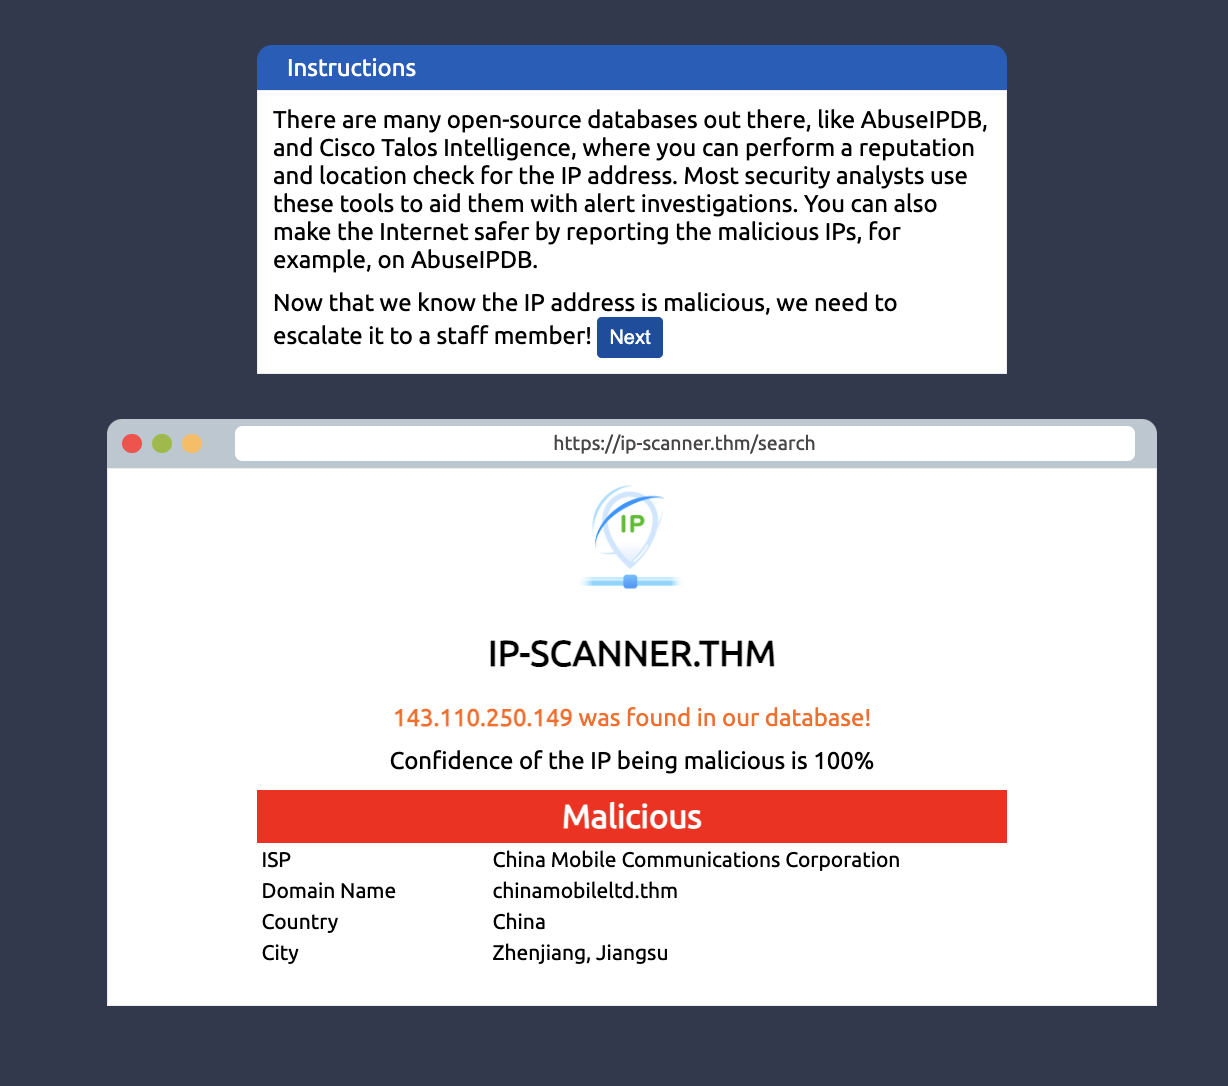 Instructions
There are many open-source databases out there, like AbuseIPDB,
and Cisco Talos Intelligence, where you can perform a reputation
and location check for the IP address. Most security analysts use
these tools to aid them with alert investigations. You can also
make the Internet safer by reporting the malicious IPs, for
example, on AbuseIPDB.
Now that we know the IP address is malicious, we need to
escalate it to a staff member! Next
https://ip-scanner.thm/search
IP
IP-SCANNER.THM
143.110.250.149 was found in our database!
Confidence of the IP being malicious is 100%
Malicious
ISP China Mobile Communications Corporation
Domain Name chinamobileltd.thm
Country China
City Zhenjiang, Jiangsu